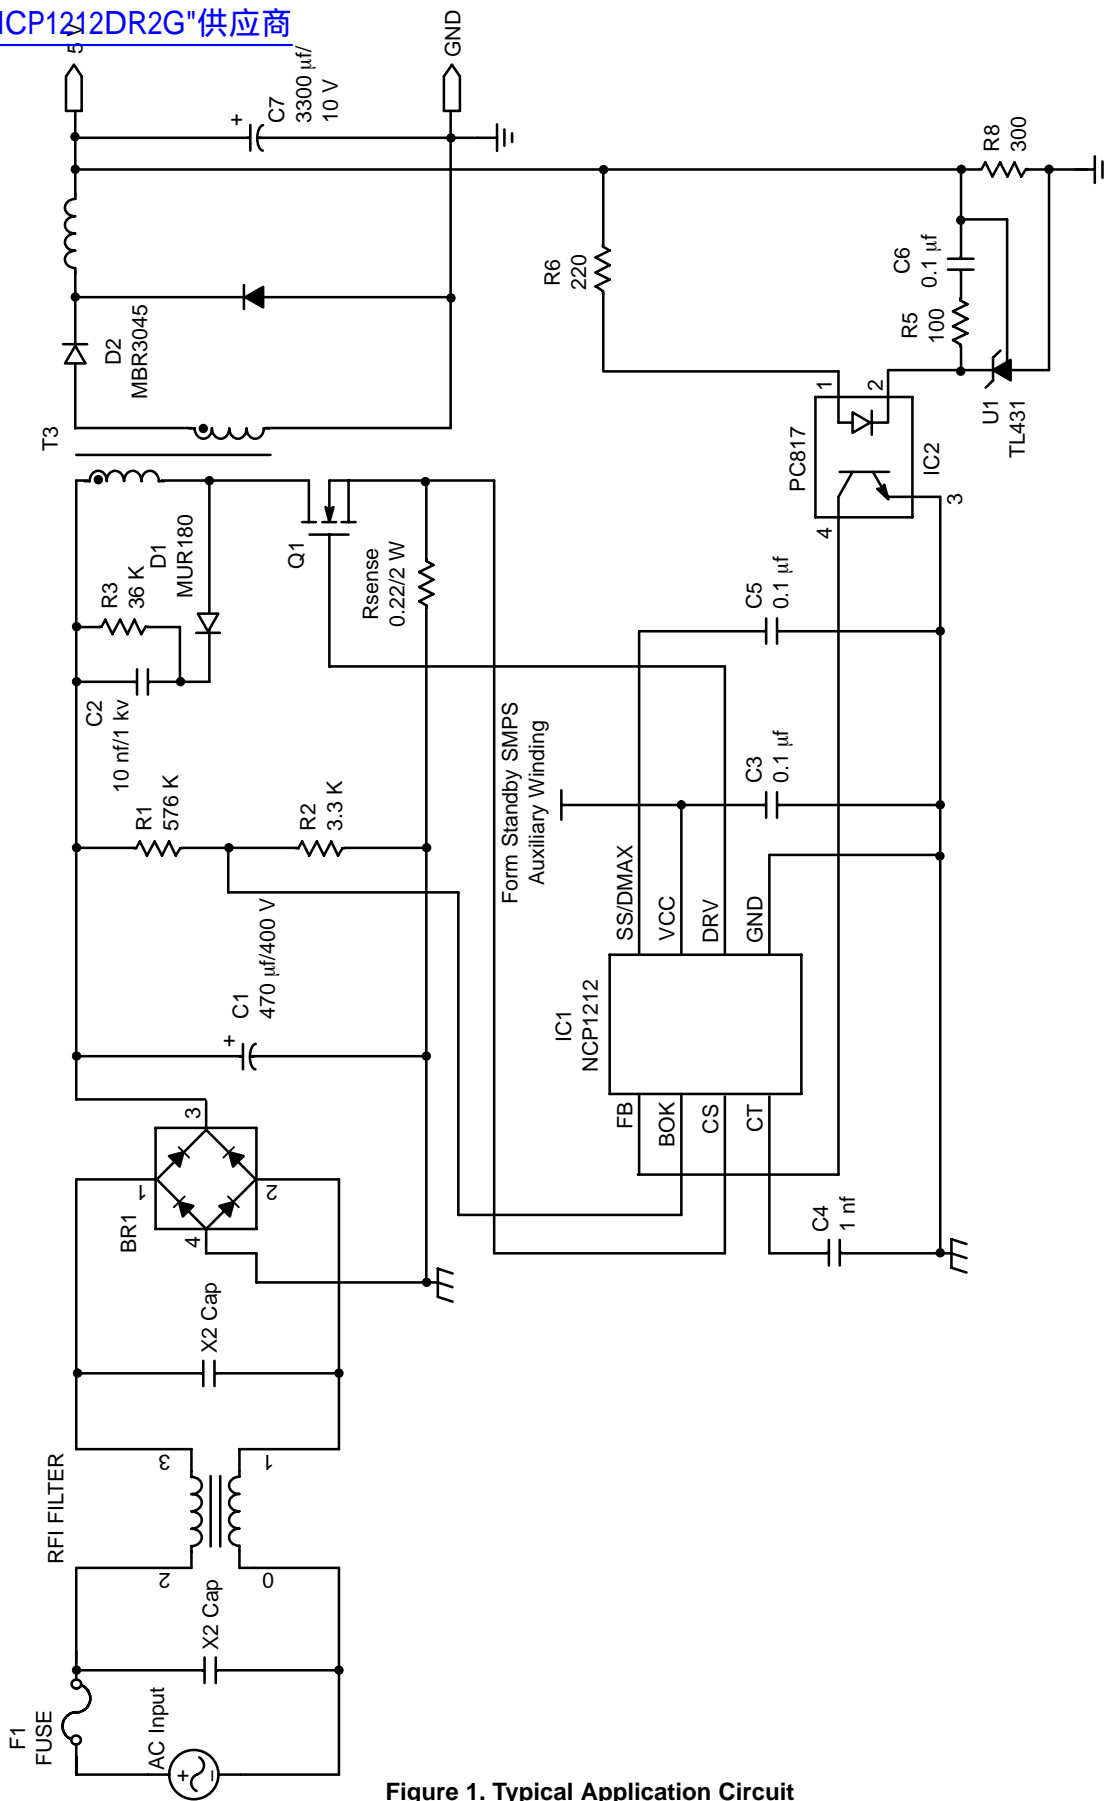 NCP1212DR2G"供应商
5 V
GND
C7
3300 µf/
10 V
R8
300
R6
220
C6
0.1 µf
R5
100
D2
MBR3045
U1
TL431
T3
1
2
PC817
IC2
4
3
R3
36 K
D1
MUR180
Q1
Rsense
0.22/2 W
C5
0.1 µf
C2
10 nf/1 kv
Form Standby SMPS
Auxiliary Winding
C3
0.1 µf
R1
576 K
R2
3.3 K
SS/DMAX
VCC
DRV
GND
C1
470 µf/400 V
+
+
IC1
NCP1212
FB
BOK
CS
CT
3
1
2
4
BR1
C4
1 nf
X2 Cap
RFI FILTER
3
1
2
0
X2 Cap
F1
FUSE
AC Input
+
−
Figure 1. Typical Application Circuit